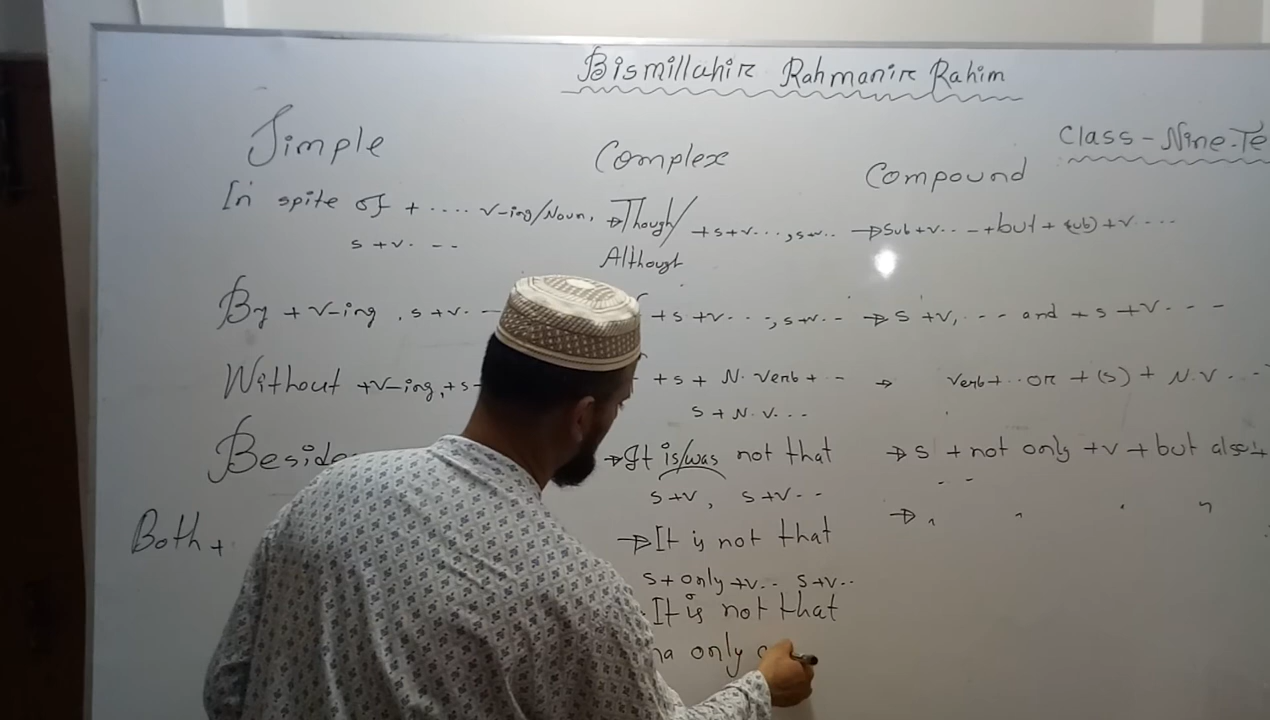 Bismillahir Rahmanir Rahim
Class - Nine-Te
Simple Complex Compound
In spite of + .... v-ing/Noun, Though/ +s+v...,s+v.. → Sub+v.. - +but + (sub) +v ....
s +v. - - Although
By + v-ing , s+v. - - +s +v- - -, s+v. - → s +v, - - - and + s +v- - -
Without +v-ing,+s- +s + N. Verb+ - → Verb+ ..or + (s) + N.V. . -
s + N. v...
Beside → It is/was not that → s +not only +v + but also+
s+v, s+v- - - -
Both + → It is not that → " " " "
s+ only +v.. s+v..
It is not that
na only